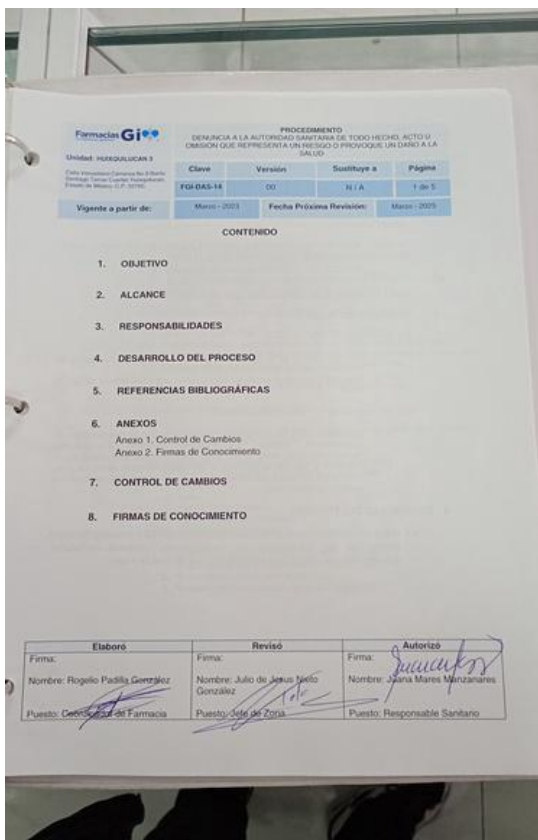 Farmacias Gi
PROCEDIMIENTO
DENUNCIA A LA AUTORIDAD SANITARIA DE TODO HECHO, ACTO U
OMISIÓN QUE REPRESENTA UN RIESGO O PROVOQUE UN DAÑO A LA
SALUD
Unidad: HUIXQUILUCAN 3
Clave Versión Sustituye a Página
FGI-DAS-14 00 N / A 1 de 5
Vigente a partir de: Marzo - 2023 Fecha Próxima Revisión: Marzo - 2025
CONTENIDO
1. OBJETIVO
2. ALCANCE
3. RESPONSABILIDADES
4. DESARROLLO DEL PROCESO
5. REFERENCIAS BIBLIOGRÁFICAS
6. ANEXOS
Anexo 1. Control de Cambios
Anexo 2. Firmas de Conocimiento
7. CONTROL DE CAMBIOS
8. FIRMAS DE CONOCIMIENTO
Elaboró Revisó Autorizó
Firma: Firma: Firma:
Nombre: Rogelio Padilla González Nombre: Julio de Jesus Nieto González Nombre: Juana Mares Manzanares
Puesto: Coordinador de Farmacia Puesto: Jefe de Zona Puesto: Responsable Sanitario